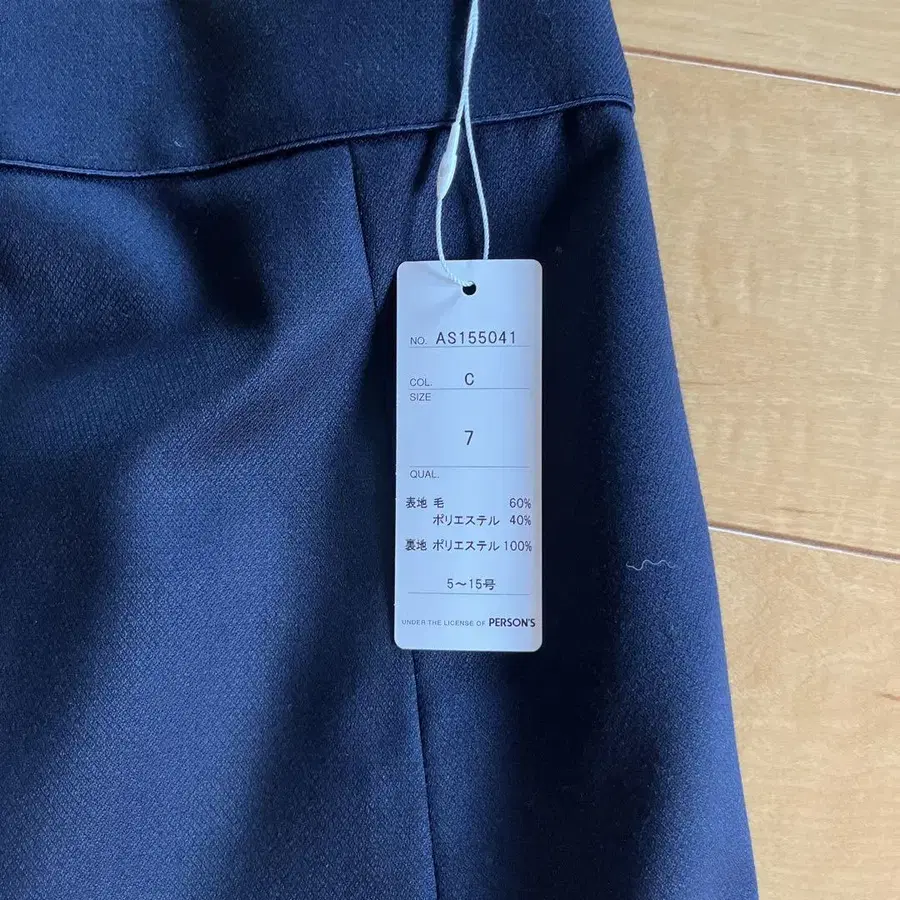 NO. AS155041
COL. C
SIZE
7
QUAL.
表地 毛 60%
ポリエステル 40%
裏地 ポリエステル 100%
5～15号
UNDER THE LICENSE OF PERSON'S